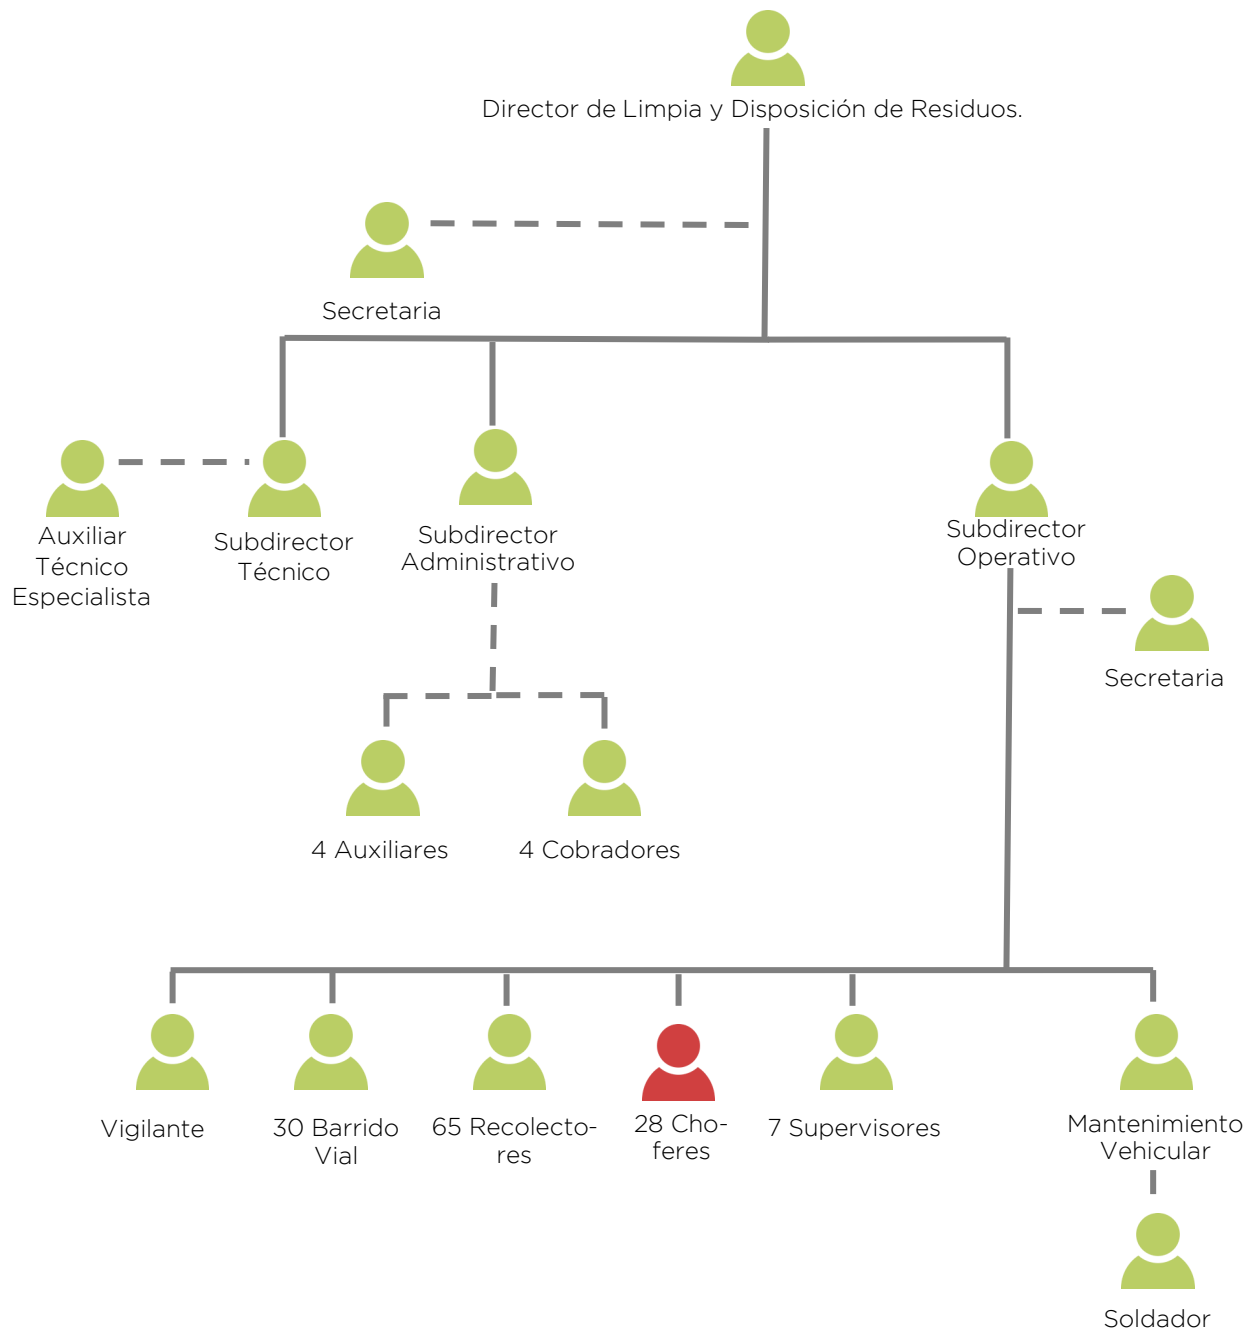 Director de Limpia y Disposición de Residuos.
Secretaria
Auxiliar
Técnico
Especialista
Subdirector
Técnico
Subdirector
Administrativo
Subdirector
Operativo
Secretaria
4 Auxiliares
4 Cobradores
Vigilante
30 Barrido
Vial
65 Recolecto-
res
28 Cho-
feres
7 Supervisores
Mantenimiento
Vehicular
Soldador